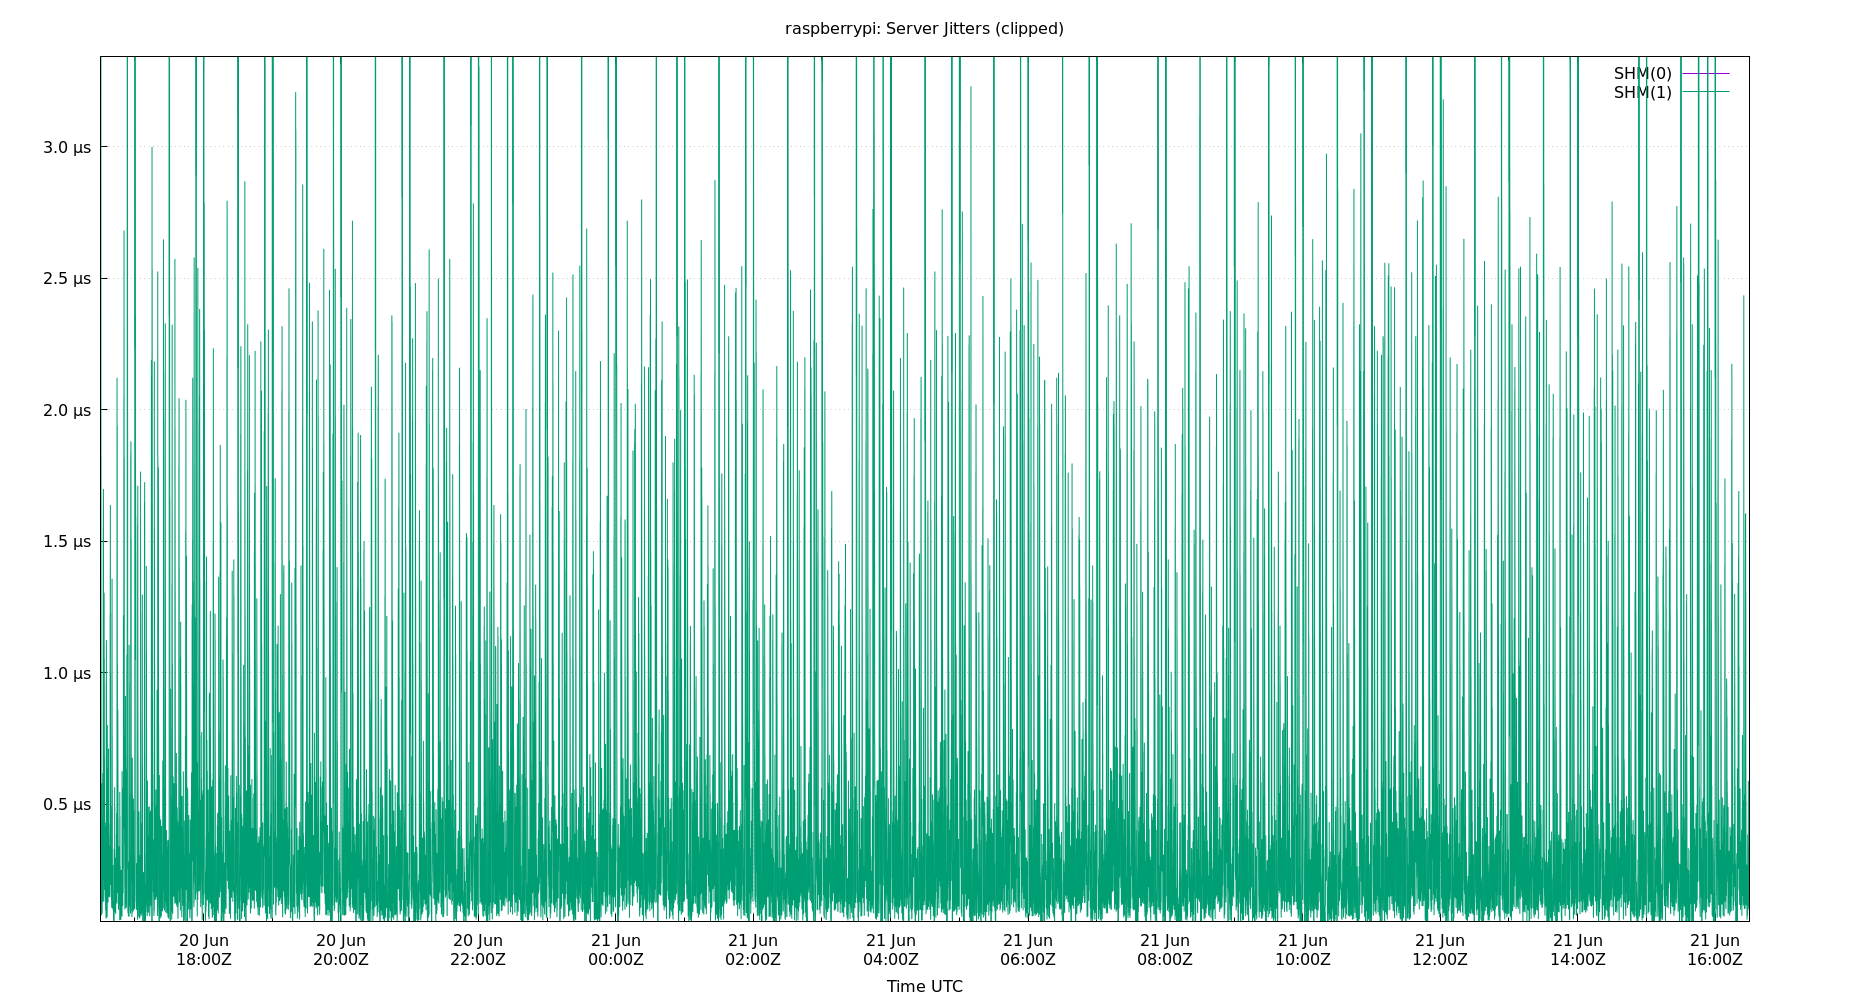 raspberrypi: Server Jitters (clipped)
SHM(0)
SHM(1)
3.0 µs
2.5 µs
2.0 µs
1.5 µs
1.0 µs
0.5 µs
20 Jun 20 Jun 20 Jun 21 Jun 21 Jun 21 Jun 21 Jun 21 Jun 21 Jun 21 Jun 21 Jun 21 Jun
18:00Z 20:00Z 22:00Z 00:00Z 02:00Z 04:00Z 06:00Z 08:00Z 10:00Z 12:00Z 14:00Z 16:00Z
Time UTC